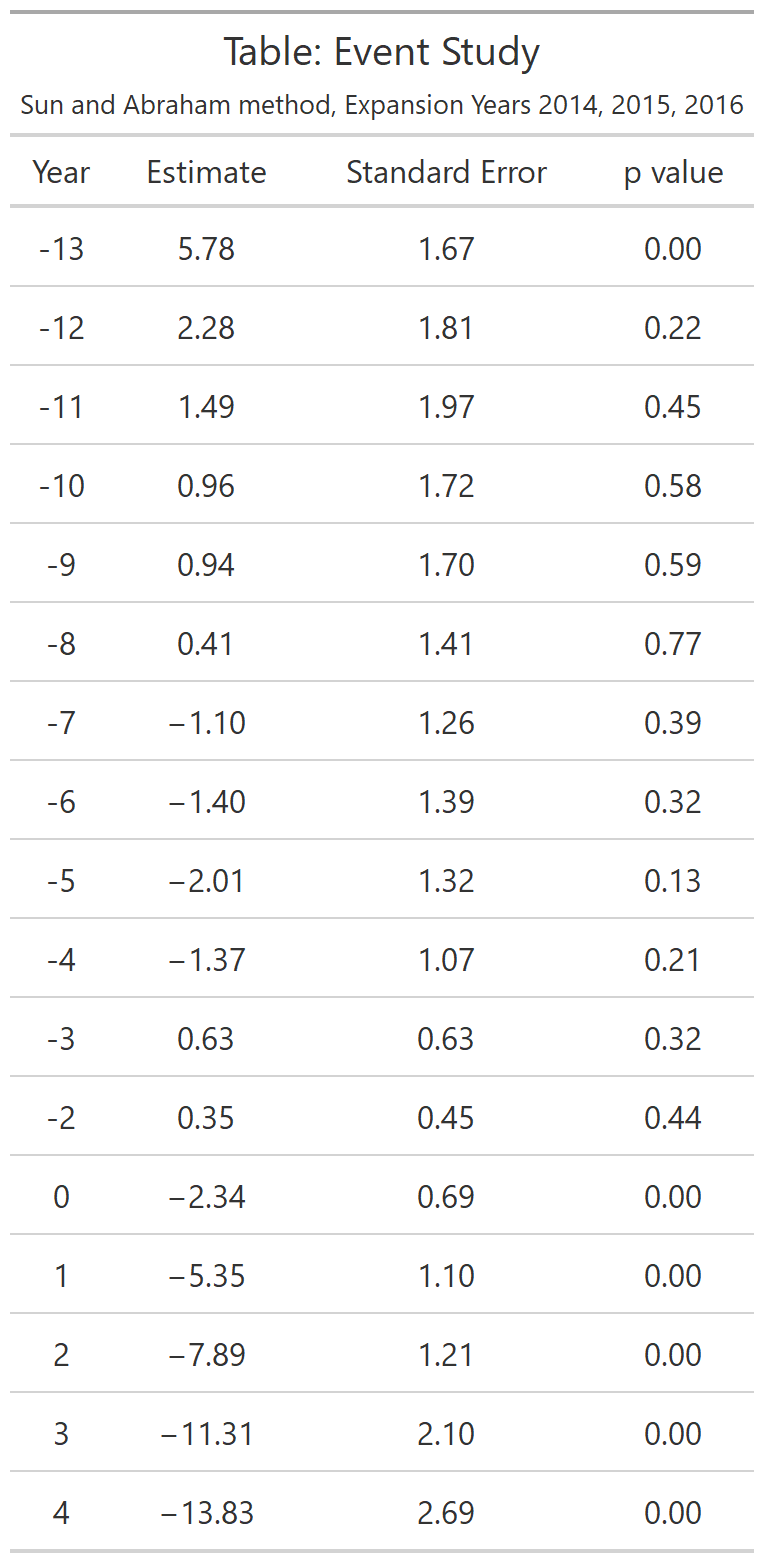 Table: Event Study
Sun and Abraham method, Expansion Years 2014, 2015, 2016
Year Estimate Standard Error p value
-13 5.78 1.67 0.00
-12 2.28 1.81 0.22
-11 1.49 1.97 0.45
-10 0.96 1.72 0.58
-9 0.94 1.70 0.59
-8 0.41 1.41 0.77
-7 −1.10 1.26 0.39
-6 −1.40 1.39 0.32
-5 −2.01 1.32 0.13
-4 −1.37 1.07 0.21
-3 0.63 0.63 0.32
-2 0.35 0.45 0.44
0 −2.34 0.69 0.00
1 −5.35 1.10 0.00
2 −7.89 1.21 0.00
3 −11.31 2.10 0.00
4 −13.83 2.69 0.00